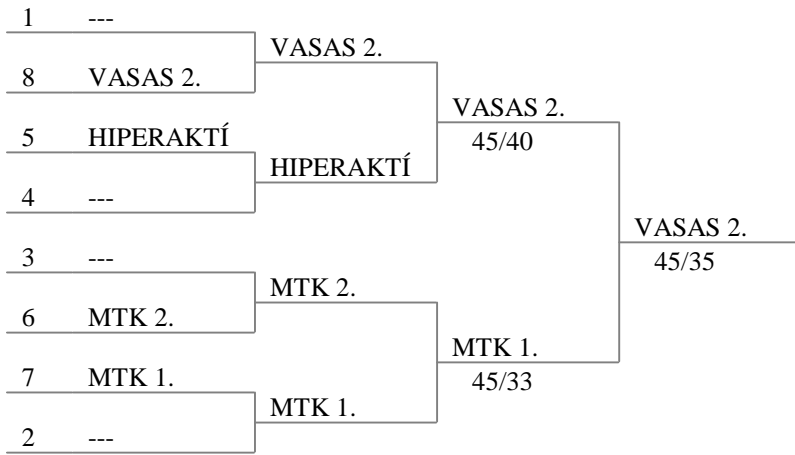 1 ---
VASAS 2.
8 VASAS 2.
VASAS 2.
45/40
5 HIPERAKTÍ
HIPERAKTÍ
4 ---
VASAS 2.
45/35
3 ---
MTK 2.
6 MTK 2.
MTK 1.
45/33
7 MTK 1.
MTK 1.
2 ---